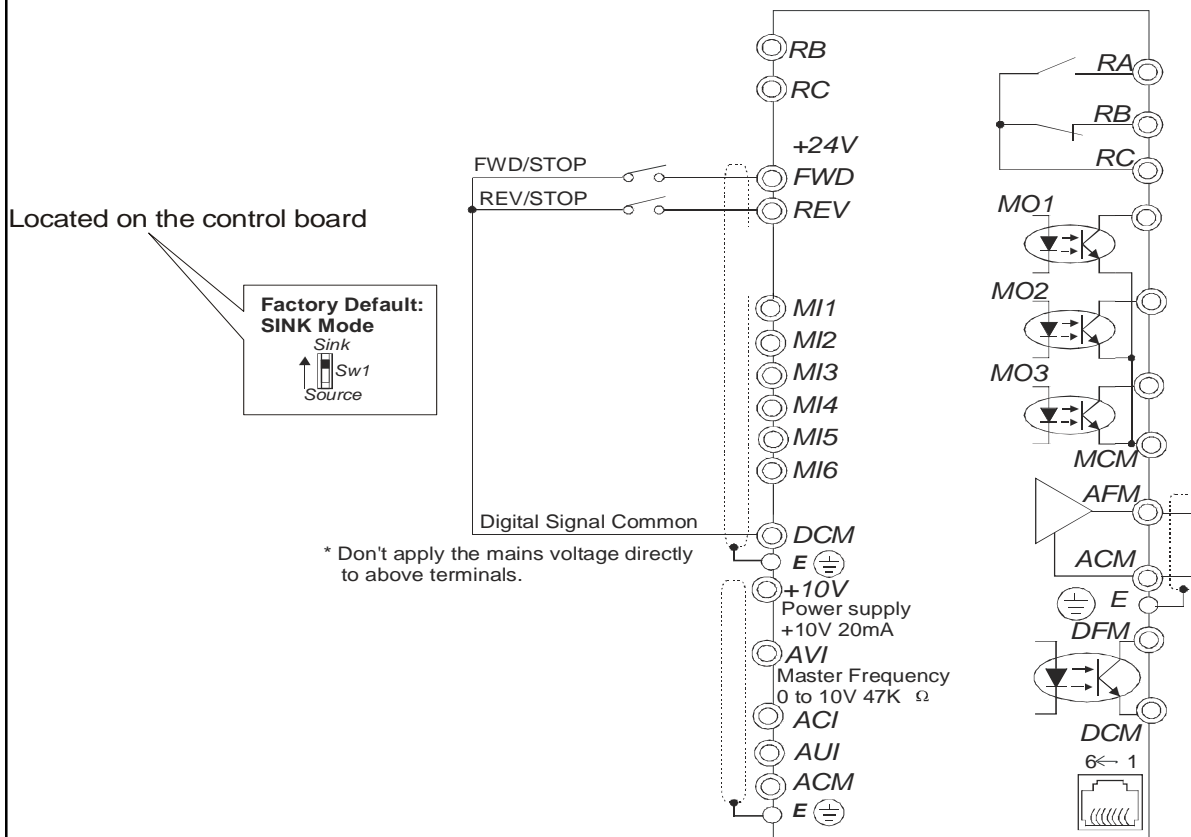 RB
RC
+24V
FWD/STOP
FWD
REV/STOP
REV
Located on the control board
Factory Default:
SINK Mode
Sink
Sw1
Source
MI1
MI2
MI3
MI4
MI5
MI6
Digital Signal Common
DCM
* Don't apply the mains voltage directly
to above terminals.
E
+10V
Power supply
+10V 20mA
AVI
Master Frequency
0 to 10V 47K Ω
ACI
AUI
ACM
E
RA
RB
RC
MO1
MO2
MO3
MCM
AFM
ACM
E
DFM
DCM
6← 1